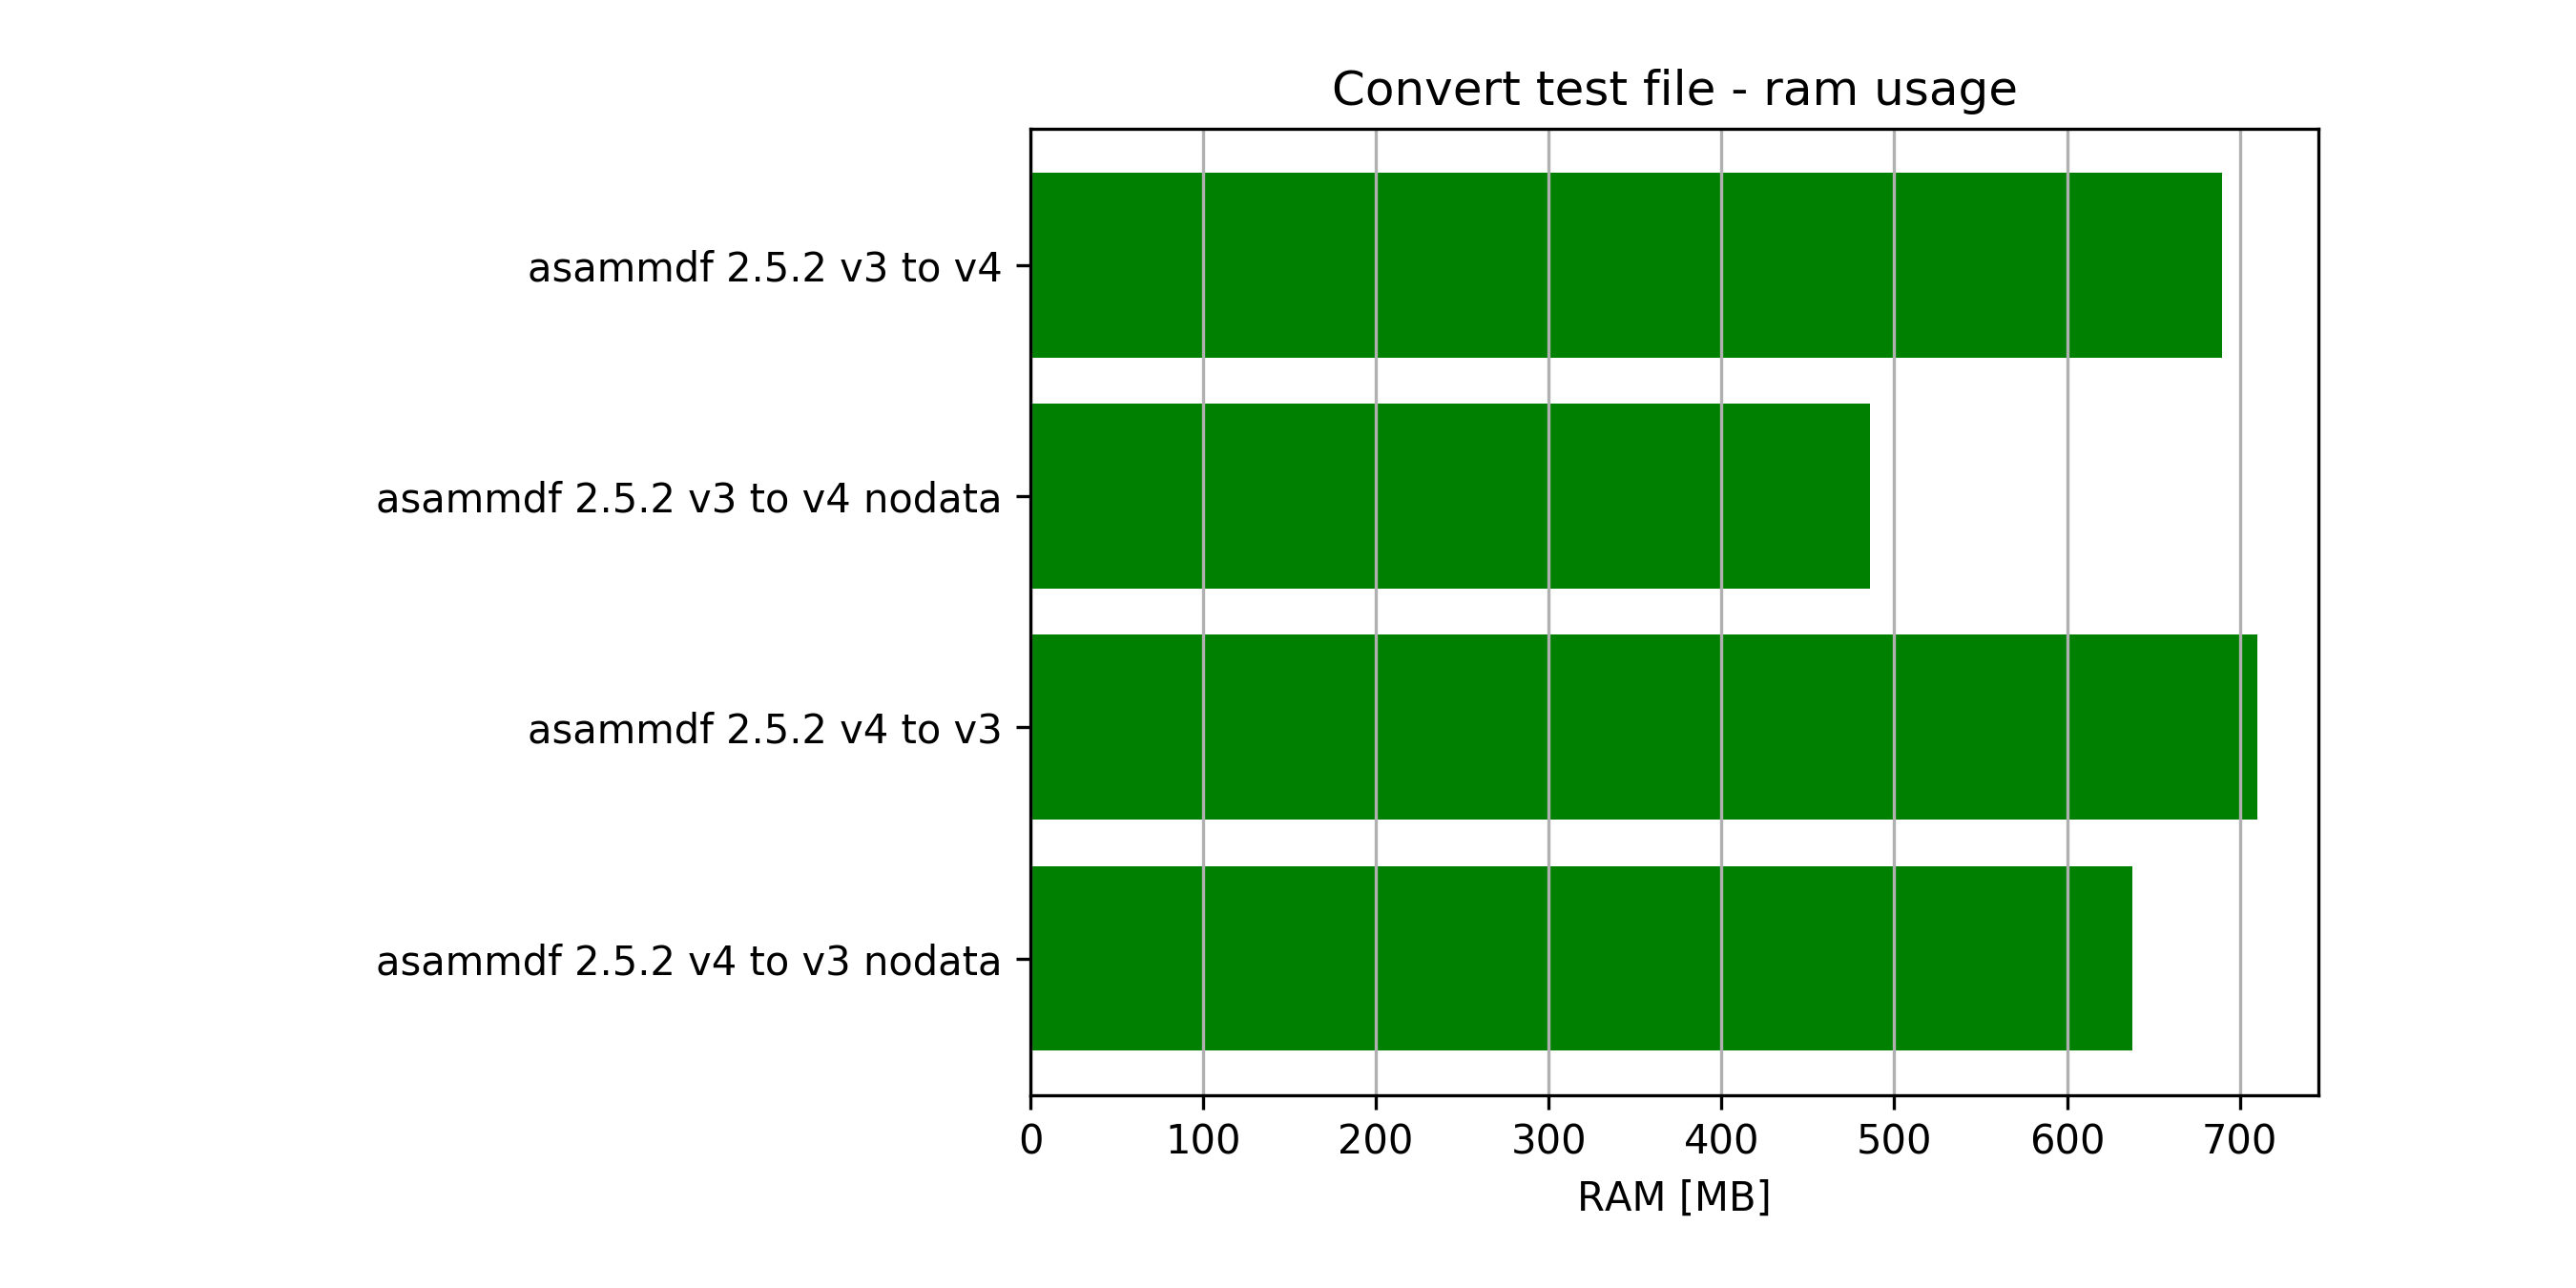 Convert test file - ram usage
asammdf 2.5.2 v3 to v4
asammdf 2.5.2 v3 to v4 nodata
asammdf 2.5.2 v4 to v3
asammdf 2.5.2 v4 to v3 nodata
0 100 200 300 400 500 600 700
RAM [MB]